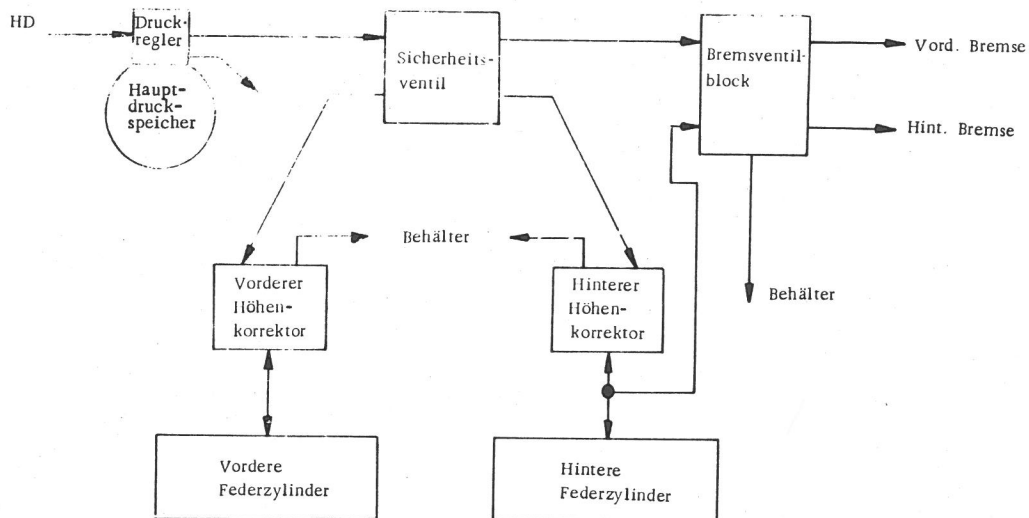 HD
Druck-
regler
Haupt-
druck-
speicher
Sicherheits-
ventil
Bremsventil-
block
Vord. Bremse
Hint. Bremse
Behälter
Behälter
Vorderer
Höhen-
korrektor
Hinterer
Höhen-
korrektor
Vordere
Federzylinder
Hintere
Federzylinder